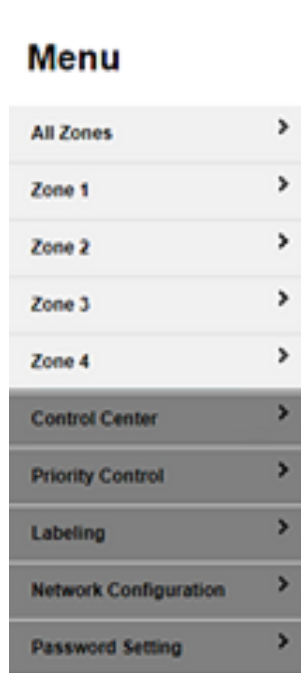 Menu
All Zones
Zone 1
Zone 2
Zone 3
Zone 4
Control Center
Priority Control
Labeling
Network Configuration
Password Setting